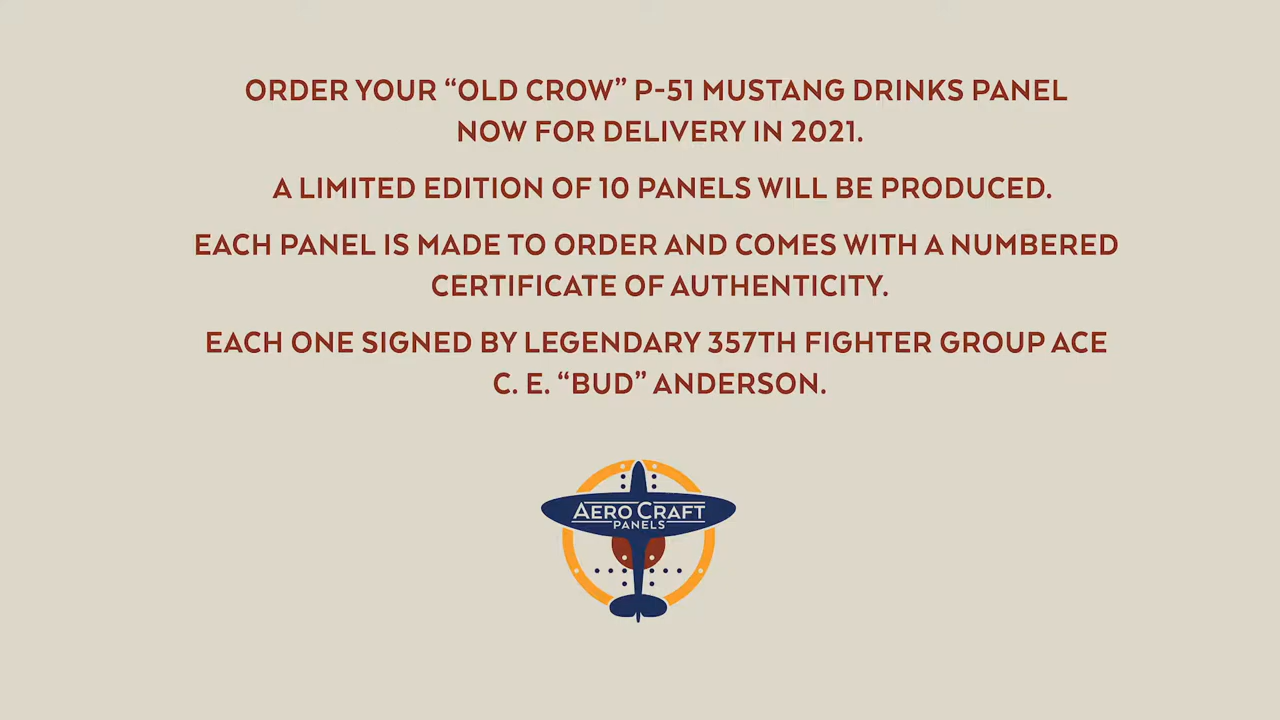 ORDER YOUR “OLD CROW” P-51 MUSTANG DRINKS PANEL
NOW FOR DELIVERY IN 2021.
A LIMITED EDITION OF 10 PANELS WILL BE PRODUCED.
EACH PANEL IS MADE TO ORDER AND COMES WITH A NUMBERED
CERTIFICATE OF AUTHENTICITY.
EACH ONE SIGNED BY LEGENDARY 357TH FIGHTER GROUP ACE
C. E. “BUD” ANDERSON.
AERO CRAFT
PANELS